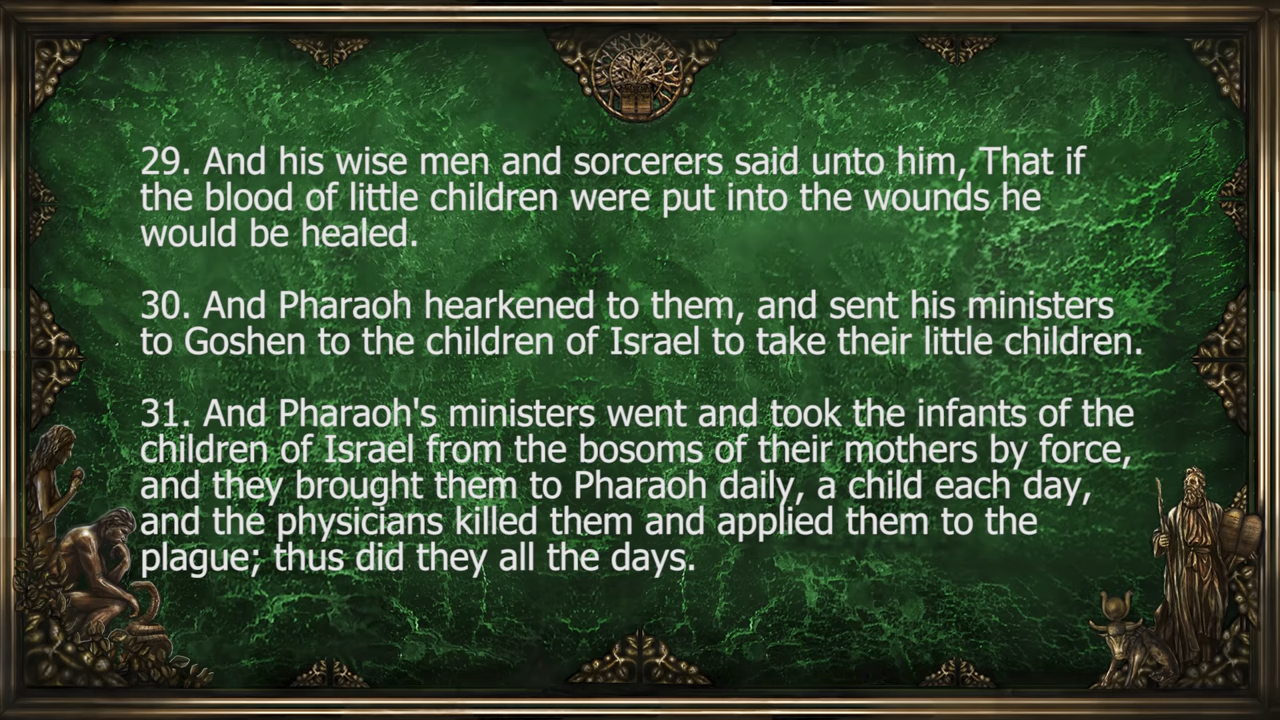 29. And his wise men and sorcerers said unto him, That if
the blood of little children were put into the wounds he
would be healed.
30. And Pharaoh hearkened to them, and sent his ministers
to Goshen to the children of Israel to take their little children.
31. And Pharaoh's ministers went and took the infants of the
children of Israel from the bosoms of their mothers by force,
and they brought them to Pharaoh daily, a child each day,
and the physicians killed them and applied them to the
plague; thus did they all the days.